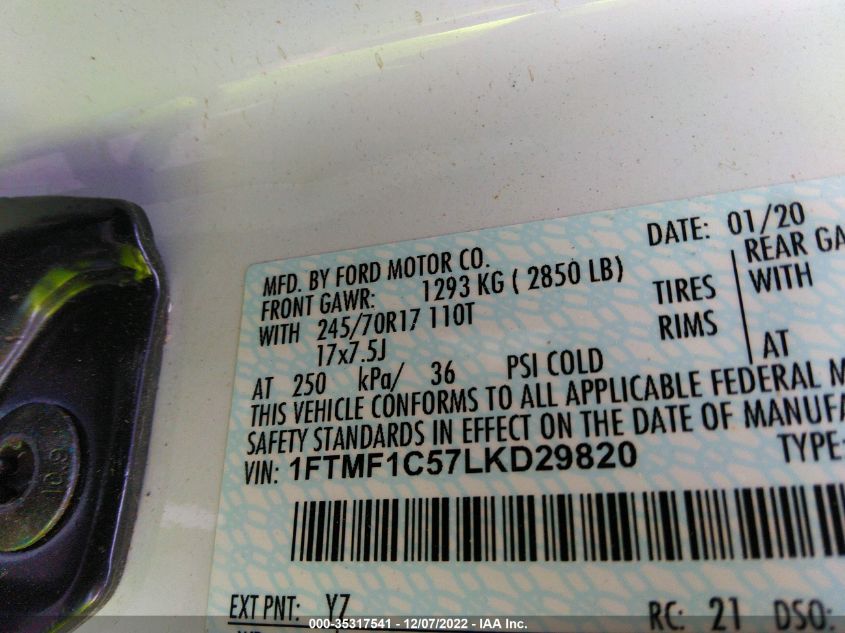 DATE: 01/20
MFD. BY FORD MOTOR CO.
FRONT GAWR: 1293 KG ( 2850 LB)
REAR GA
WITH 245/70R17 110T TIRES
WITH
17x7.5J RIMS
AT 250 kPa/ 36 PSI COLD
AT
THIS VEHICLE CONFORMS TO ALL APPLICABLE FEDERAL M
SAFETY STANDARDS IN EFFECT ON THE DATE OF MANUFA
VIN: 1FTMF1C57LKD29820 TYPE:
EXT PNT: YZ RC: 21 DSO:
10.9
000-35317541 - 12/07/2022 - IAA Inc.